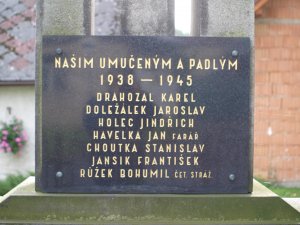 NAŠIM UMUČENÝM A PADLÝM
1938 — 1945
DRAHOZAL KAREL
DOLEŽÁLEK JAROSLAV
HOLEC JINDŘICH
HAVELKA JAN FARÁŘ
CHOUTKA STANISLAV
JANSIK FRANTIŠEK
RŮŽEK BOHUMIL ČET. STRÁŽ.